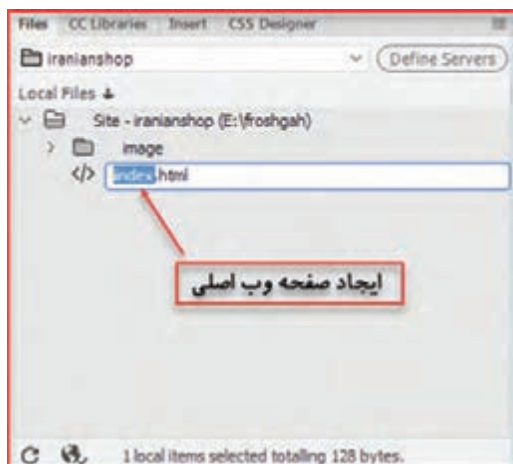 Files CC Libraries Insert CSS Designer
iranianshop Define Servers
Local Files
Site - iranianshop (E:\froshgah)
image
</> index.html
ایجاد صفحه وب اصلی
1 local items selected totalling 128 bytes.